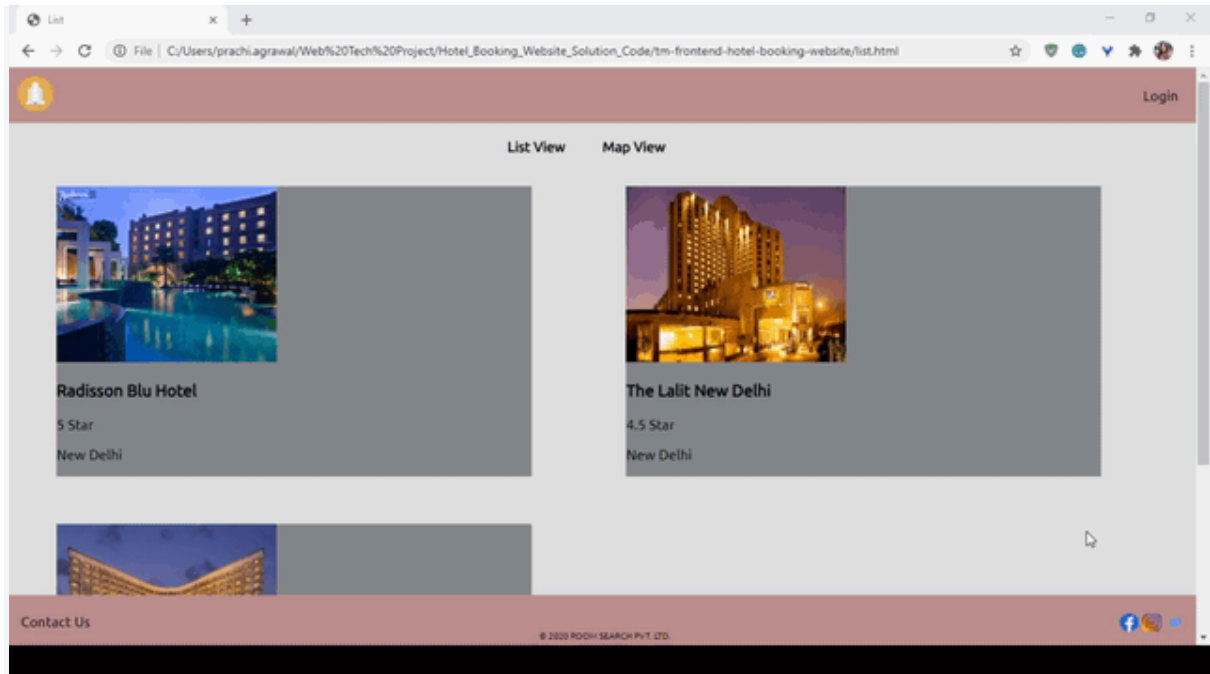 List
File | C:/Users/prachi.agrawal/Web%20Tech%20Project/Hotel_Booking_Website_Solution_Code/tm-frontend-hotel-booking-website/list.html
Login
List View Map View
Radisson Blu Hotel
5 Star
New Delhi
The Lalit New Delhi
4.5 Star
New Delhi
Contact Us
© 2020 ROOM SEARCH PVT. LTD.